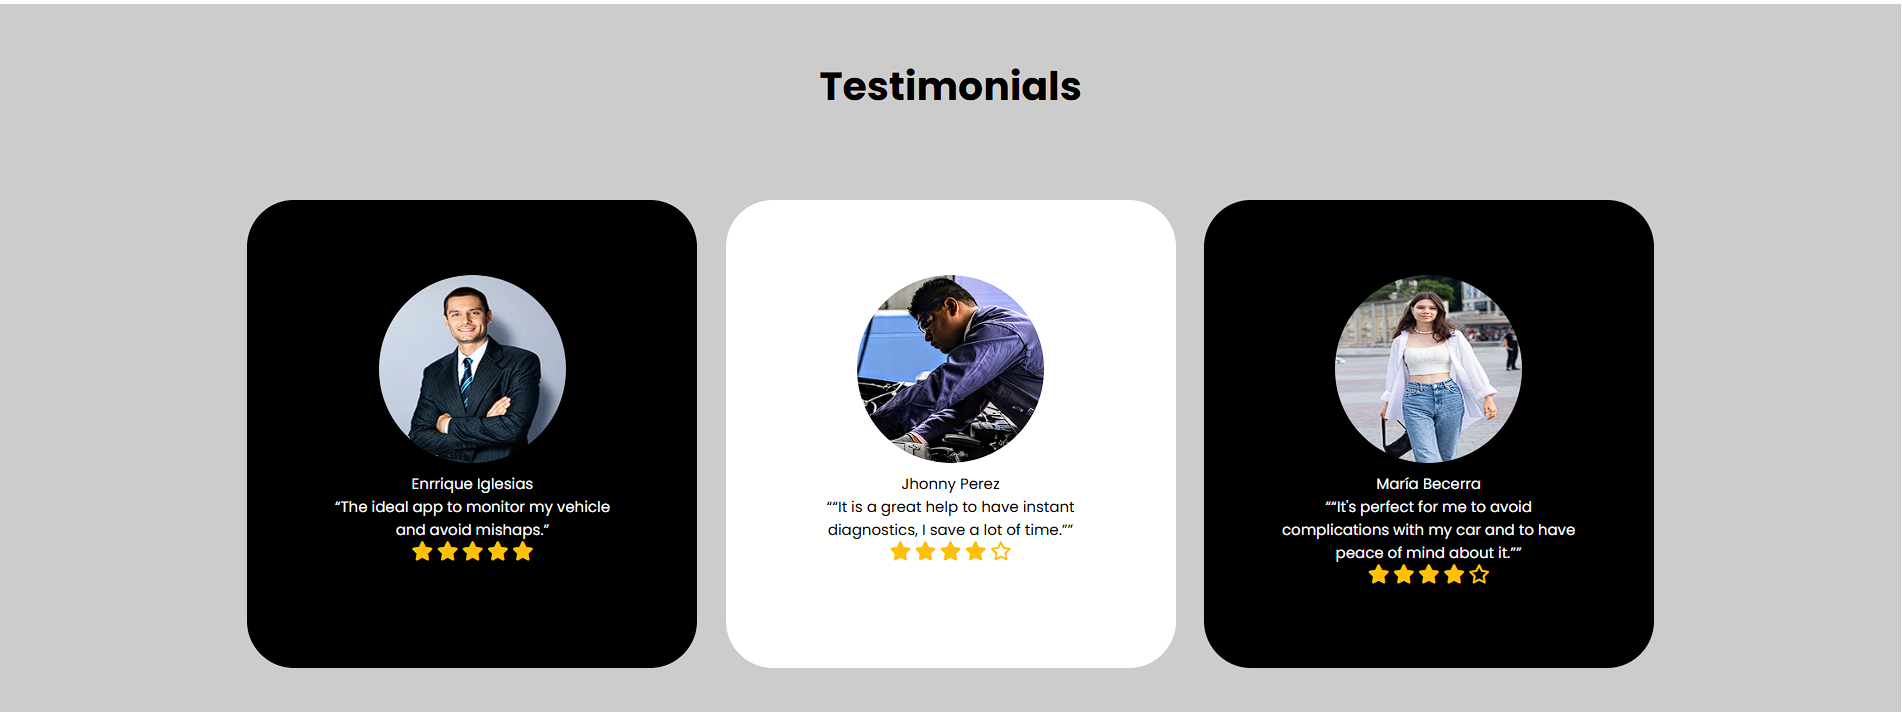 Testimonials
Enrrique Iglesias
“The ideal app to monitor my vehicle
and avoid mishaps.”
Jhonny Perez
““It is a great help to have instant
diagnostics, I save a lot of time.””
María Becerra
““It's perfect for me to avoid
complications with my car and to have
peace of mind about it.””